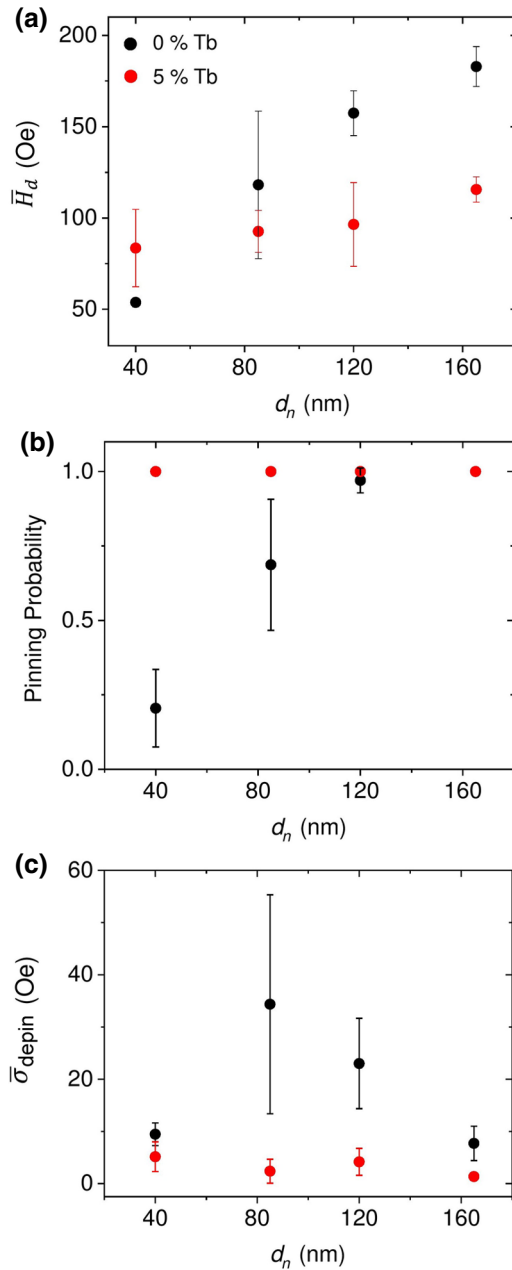 (a)
0 % Tb
5 % Tb
200
150
100
50
H̅d (Oe)
40 80 120 160
dn (nm)
(b)
1.0
0.5
0.0
Pinning Probability
40 80 120 160
dn (nm)
(c)
60
40
20
0
σ̅depin (Oe)
40 80 120 160
dn (nm)